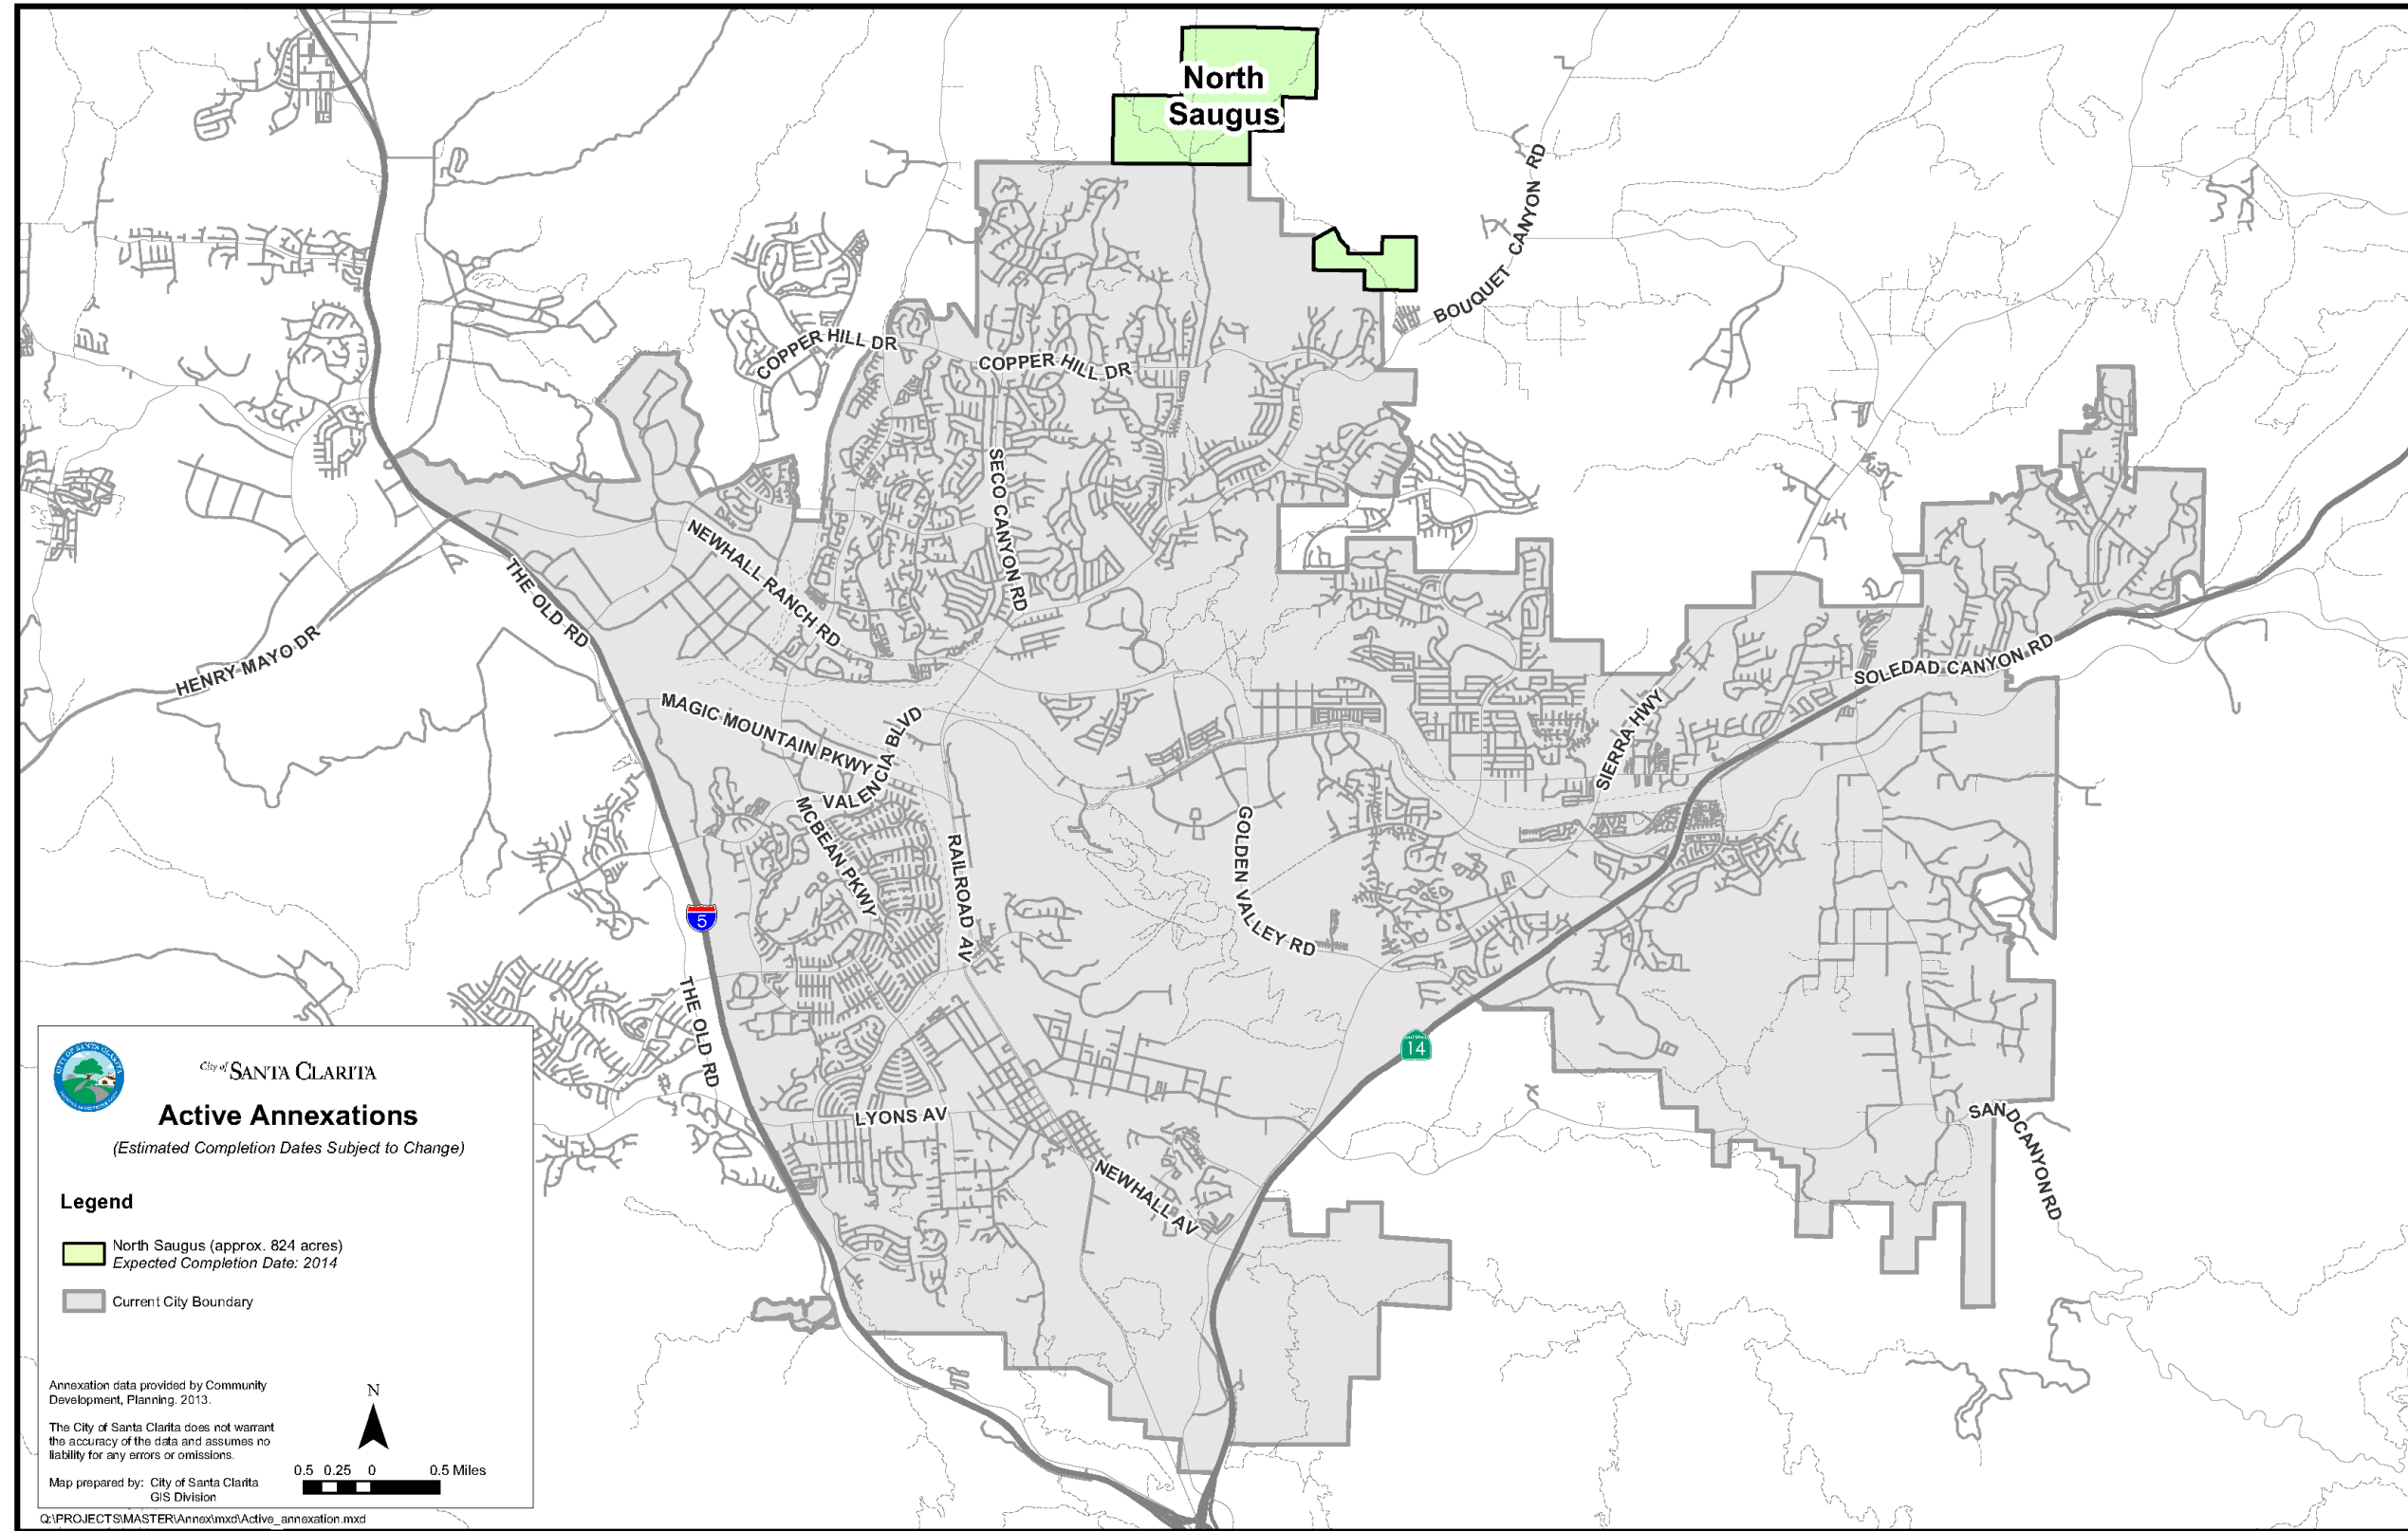 North
Saugus
BOUQUET CANYON RD
COPPER HILL DR
COPPER HILL DR
SECO CANYON RD
NEWHALL RANCH RD
THE OLD RD
HENRY MAYO DR
SOLEDAD CANYON RD
MAGIC MOUNTAIN PKWY
VALENCIA BLVD
SIERRA HWY
MCBEAN PKWY
RAILROAD AV
GOLDEN VALLEY RD
5
THE OLD RD
14
LYONS AV
NEWHALL AV
SANDCANYON RD
CITY OF SANTA CLARITA
City of SANTA CLARITA
Active Annexations
(Estimated Completion Dates Subject to Change)
Legend
North Saugus (approx. 824 acres)
Expected Completion Date: 2014
Current City Boundary
Annexation data provided by Community
Development, Planning. 2013.
The City of Santa Clarita does not warrant
the accuracy of the data and assumes no
liability for any errors or omissions.
Map prepared by: City of Santa Clarita
GIS Division
N
0.5 0.25 0 0.5 Miles
Q:\PROJECTS\MASTER\Annex\mxd\Active_annexation.mxd